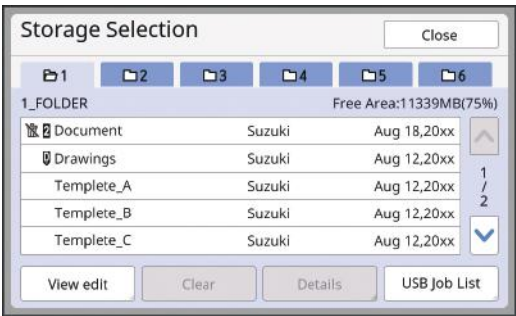 Storage Selection Close
1 2 3 4 5 6
1_FOLDER Free Area:11339MB(75%)
2 Document Suzuki Aug 18,20xx
Drawings Suzuki Aug 12,20xx
Templete_A Suzuki Aug 12,20xx
Templete_B Suzuki Aug 12,20xx
Templete_C Suzuki Aug 12,20xx
1
/
2
View edit Clear Details USB Job List